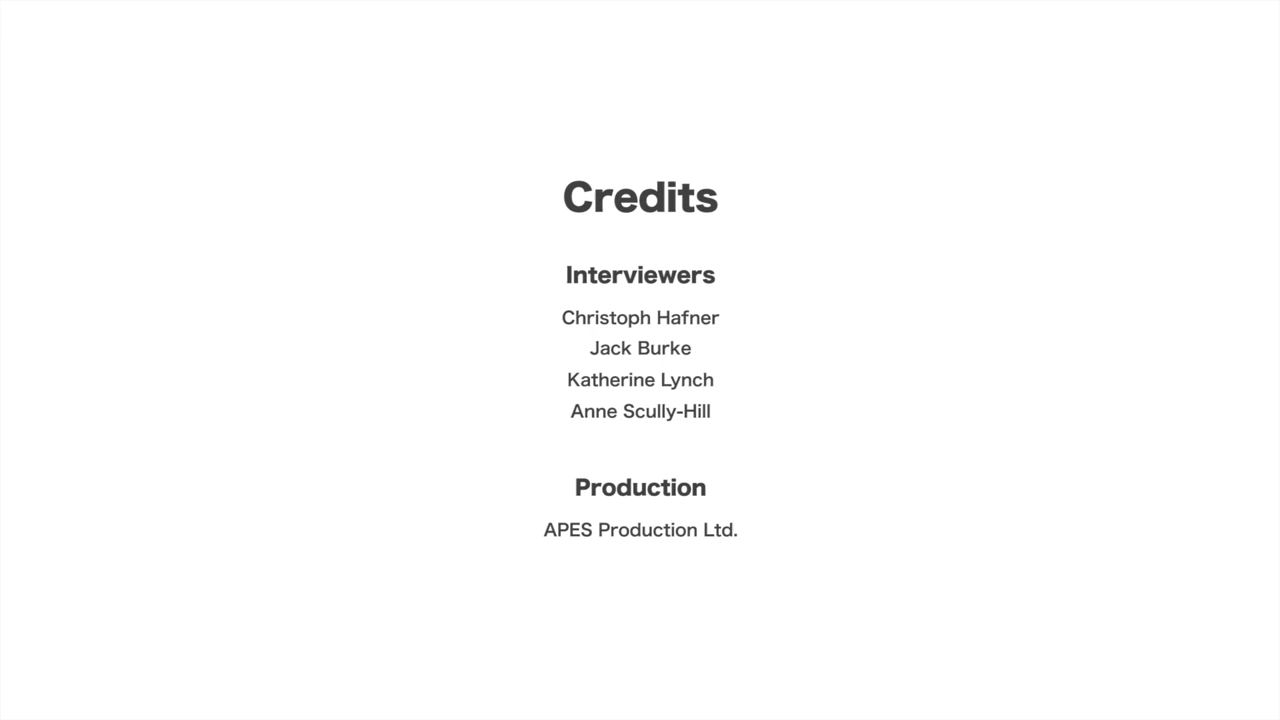 Credits
Interviewers
Christoph Hafner
Jack Burke
Katherine Lynch
Anne Scully-Hill
Production
APES Production Ltd.